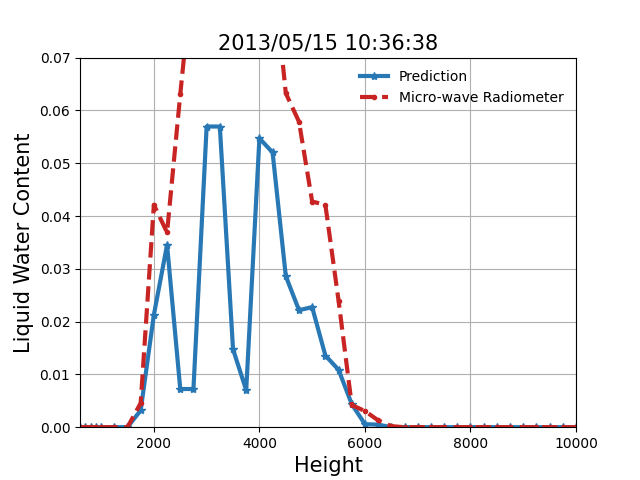 2013/05/15 10:36:38
0.07
0.06
0.05
0.04
0.03
0.02
0.01
0.00
Liquid Water Content
Prediction
Micro-wave Radiometer
2000 4000 6000 8000 10000
Height